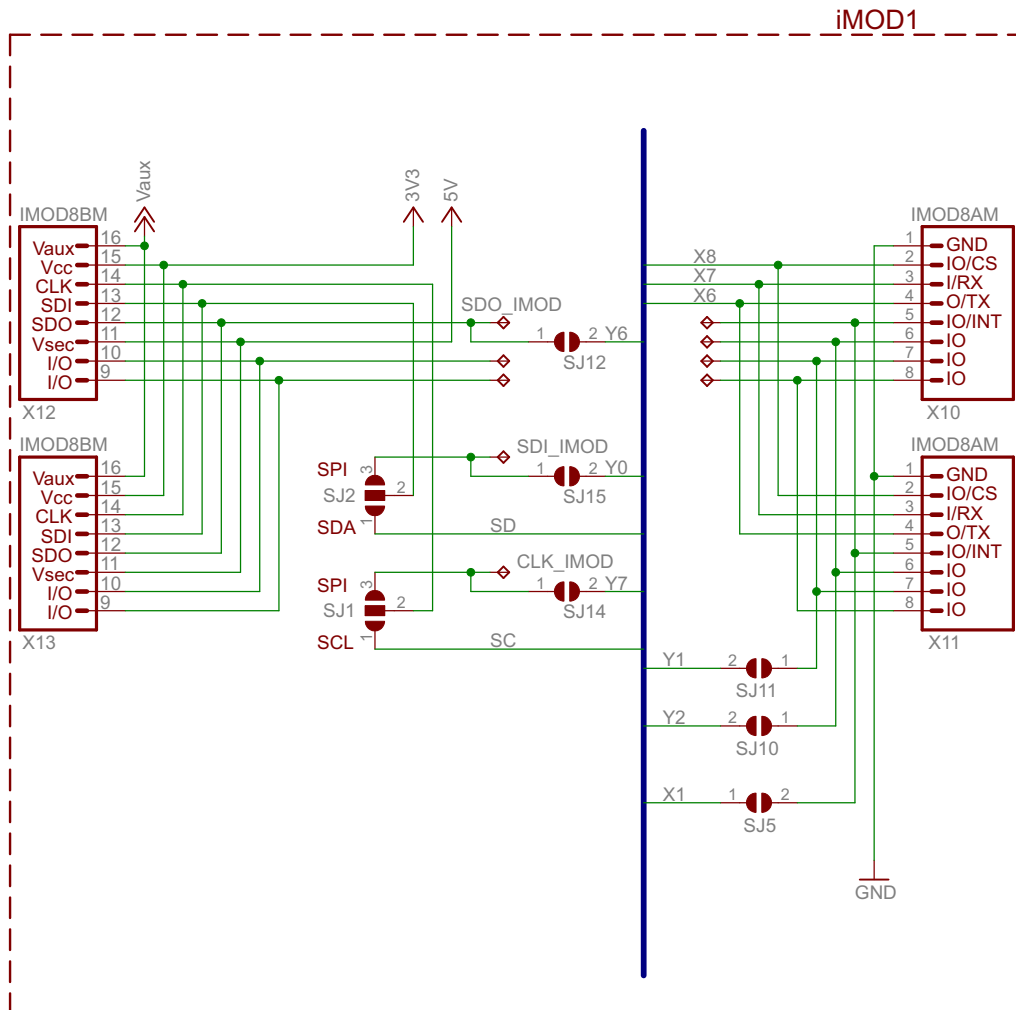 iMOD1
Vaux
3V3
5V
IMOD8BM
Vaux 16
Vcc 15
CLK 14
SDI 13
SDO 12
Vsec 11
I/O 10
I/O 9
X12
SDO_IMOD
1 2 Y6
SJ12
X8
X7
X6
IMOD8AM
1 GND
2 IO/CS
3 I/RX
4 O/TX
5 IO/INT
6 IO
7 IO
8 IO
X10
IMOD8BM
Vaux 16
Vcc 15
CLK 14
SDI 13
SDO 12
Vsec 11
I/O 10
I/O 9
X13
SPI 3
SJ2 2
SDA 1
SDI_IMOD
1 2 Y0
SJ15
SD
SPI 3
SJ1 2
SCL 1
CLK_IMOD
1 2 Y7
SJ14
SC
IMOD8AM
1 GND
2 IO/CS
3 I/RX
4 O/TX
5 IO/INT
6 IO
7 IO
8 IO
X11
Y1 2 1
SJ11
Y2 2 1
SJ10
X1 1 2
SJ5
GND